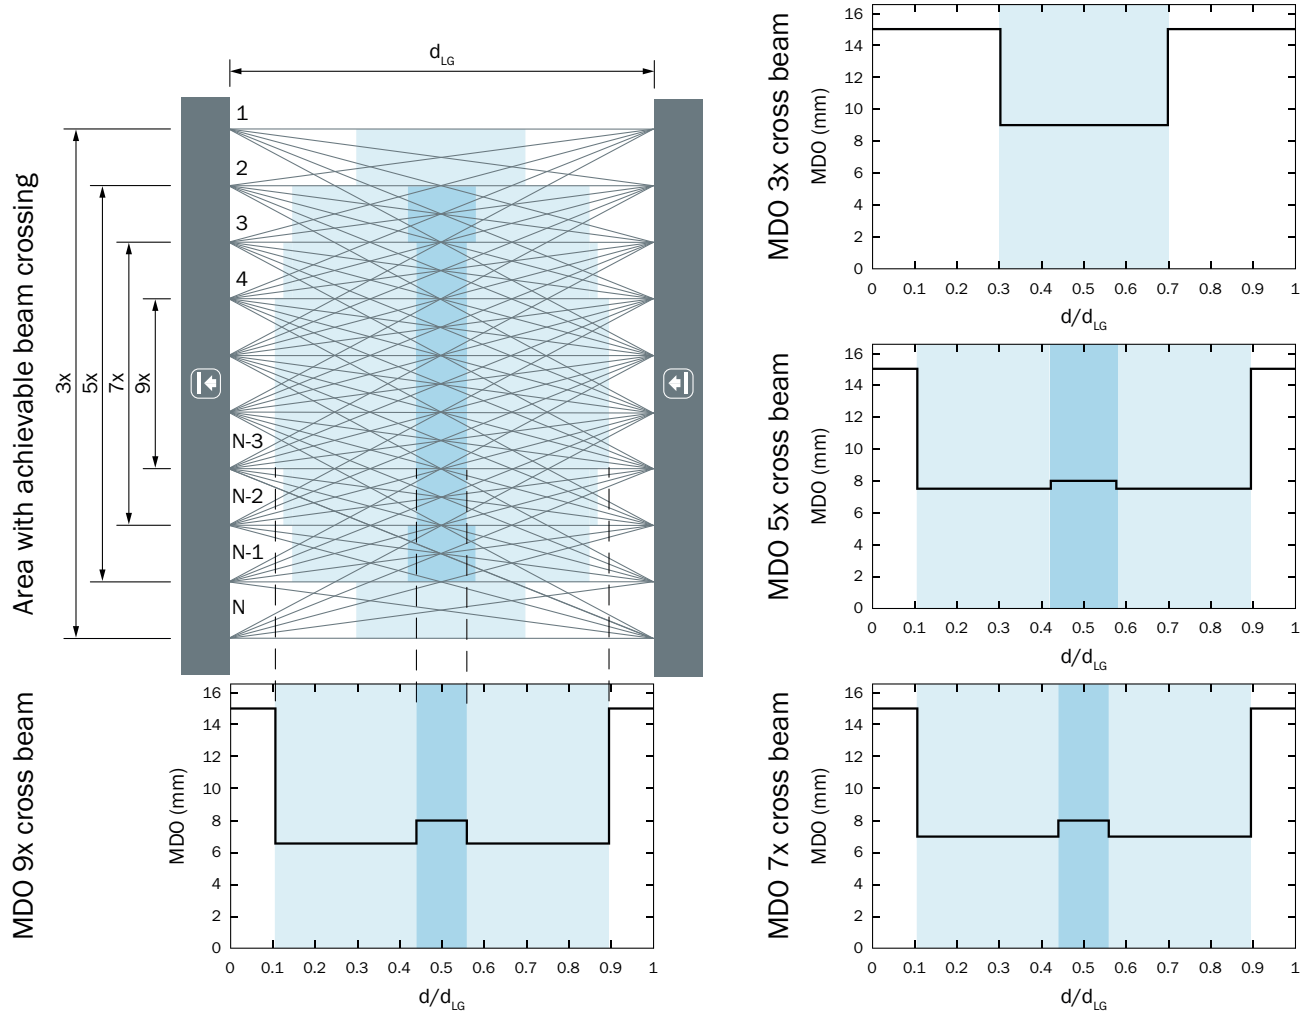 Area with achievable beam crossing
3x
5x
7x
9x
d_LG
1
2
3
4
N-3
N-2
N-1
N
MDO 3x cross beam
MDO (mm)
16
14
12
10
8
6
4
2
0
0 0.1 0.2 0.3 0.4 0.5 0.6 0.7 0.8 0.9 1
d/d_LG
MDO 5x cross beam
MDO (mm)
16
14
12
10
8
6
4
2
0
0 0.1 0.2 0.3 0.4 0.5 0.6 0.7 0.8 0.9 1
d/d_LG
MDO 9x cross beam
MDO (mm)
16
14
12
10
8
6
4
2
0
0 0.1 0.2 0.3 0.4 0.5 0.6 0.7 0.8 0.9 1
d/d_LG
MDO 7x cross beam
MDO (mm)
16
14
12
10
8
6
4
2
0
0 0.1 0.2 0.3 0.4 0.5 0.6 0.7 0.8 0.9 1
d/d_LG